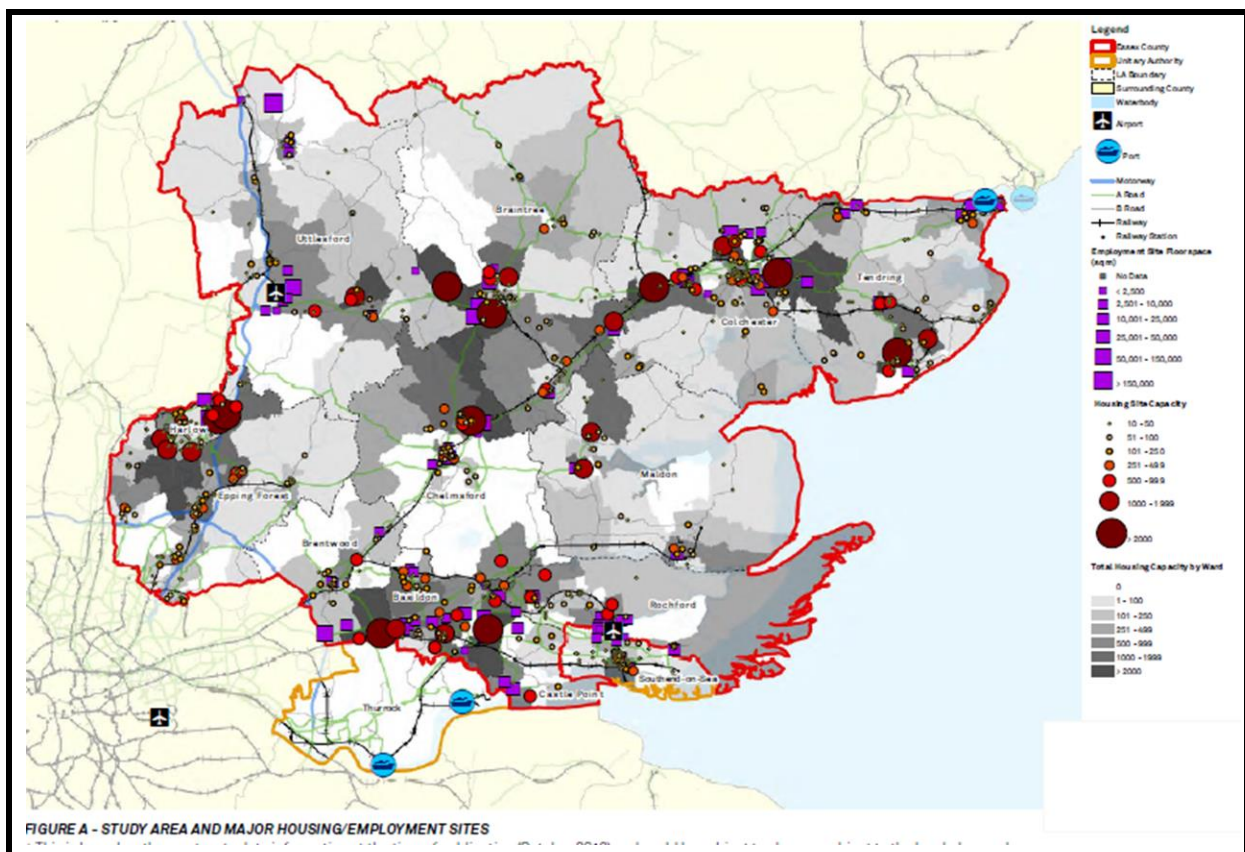 Legend
Essex County
Unitary Authority
LA Boundary
Surrounding County
Waterbody
Airport
Port
Motorway
A Road
B Road
Railway
Railway Station
Employment Site Floorspace
(sqm)
No Data
< 2,500
2,501 - 10,000
10,001 - 25,000
25,001 - 50,000
50,001 - 150,000
> 150,000
Housing Site Capacity
10 - 50
51 - 100
101 - 250
251 - 499
500 - 999
1000 - 1999
> 2000
Total Housing Capacity by Ward
0
1 - 100
101 - 250
251 - 499
500 - 999
1000 - 1999
> 2000
Braintree
Uttlesford
Tendring
Colchester
Harlow
Maldon
Epping Forest
Chelmsford
Brentwood
Basildon
Rochford
Southend-on-Sea
Castle Point
Thurrock
FIGURE A - STUDY AREA AND MAJOR HOUSING/EMPLOYMENT SITES